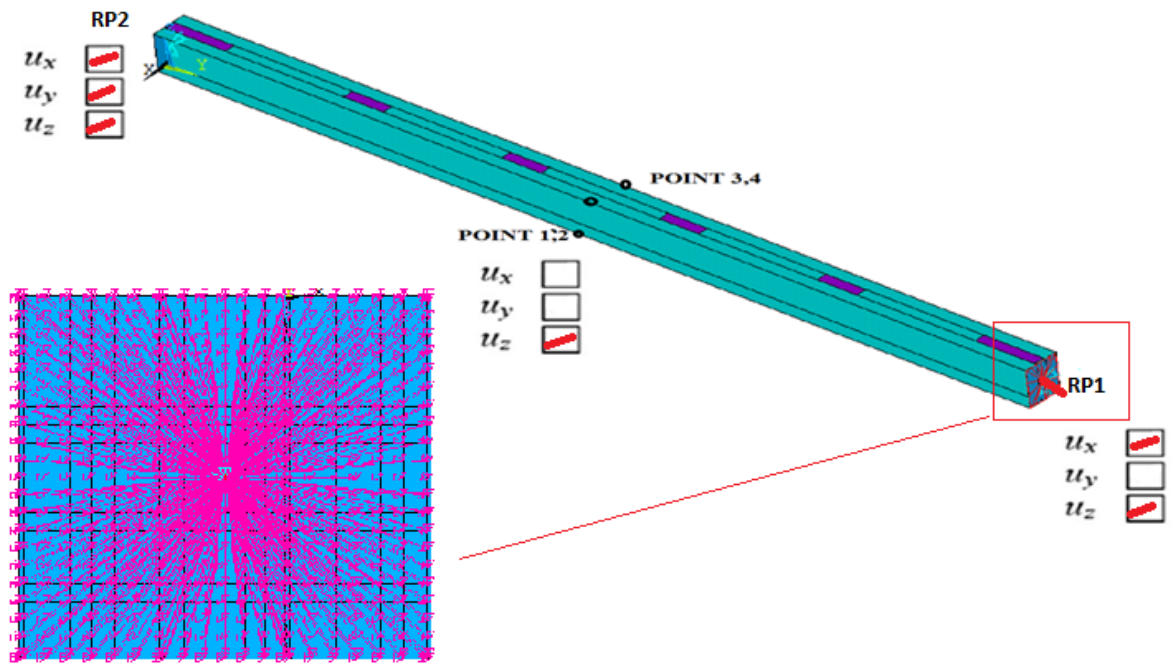 RP2
u_x
u_y
u_z
X
Y
POINT 3,4
POINT 1,2
u_x
u_y
u_z
RP1
u_x
u_y
u_z